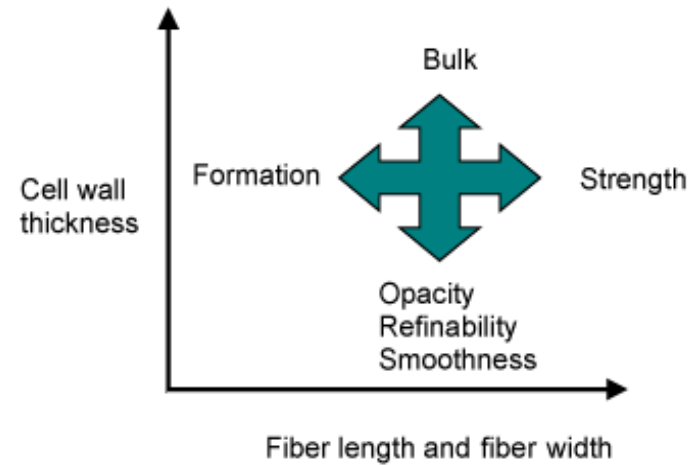 Bulk
Formation
Strength
Cell wall
thickness
Opacity
Refinability
Smoothness
Fiber length and fiber width